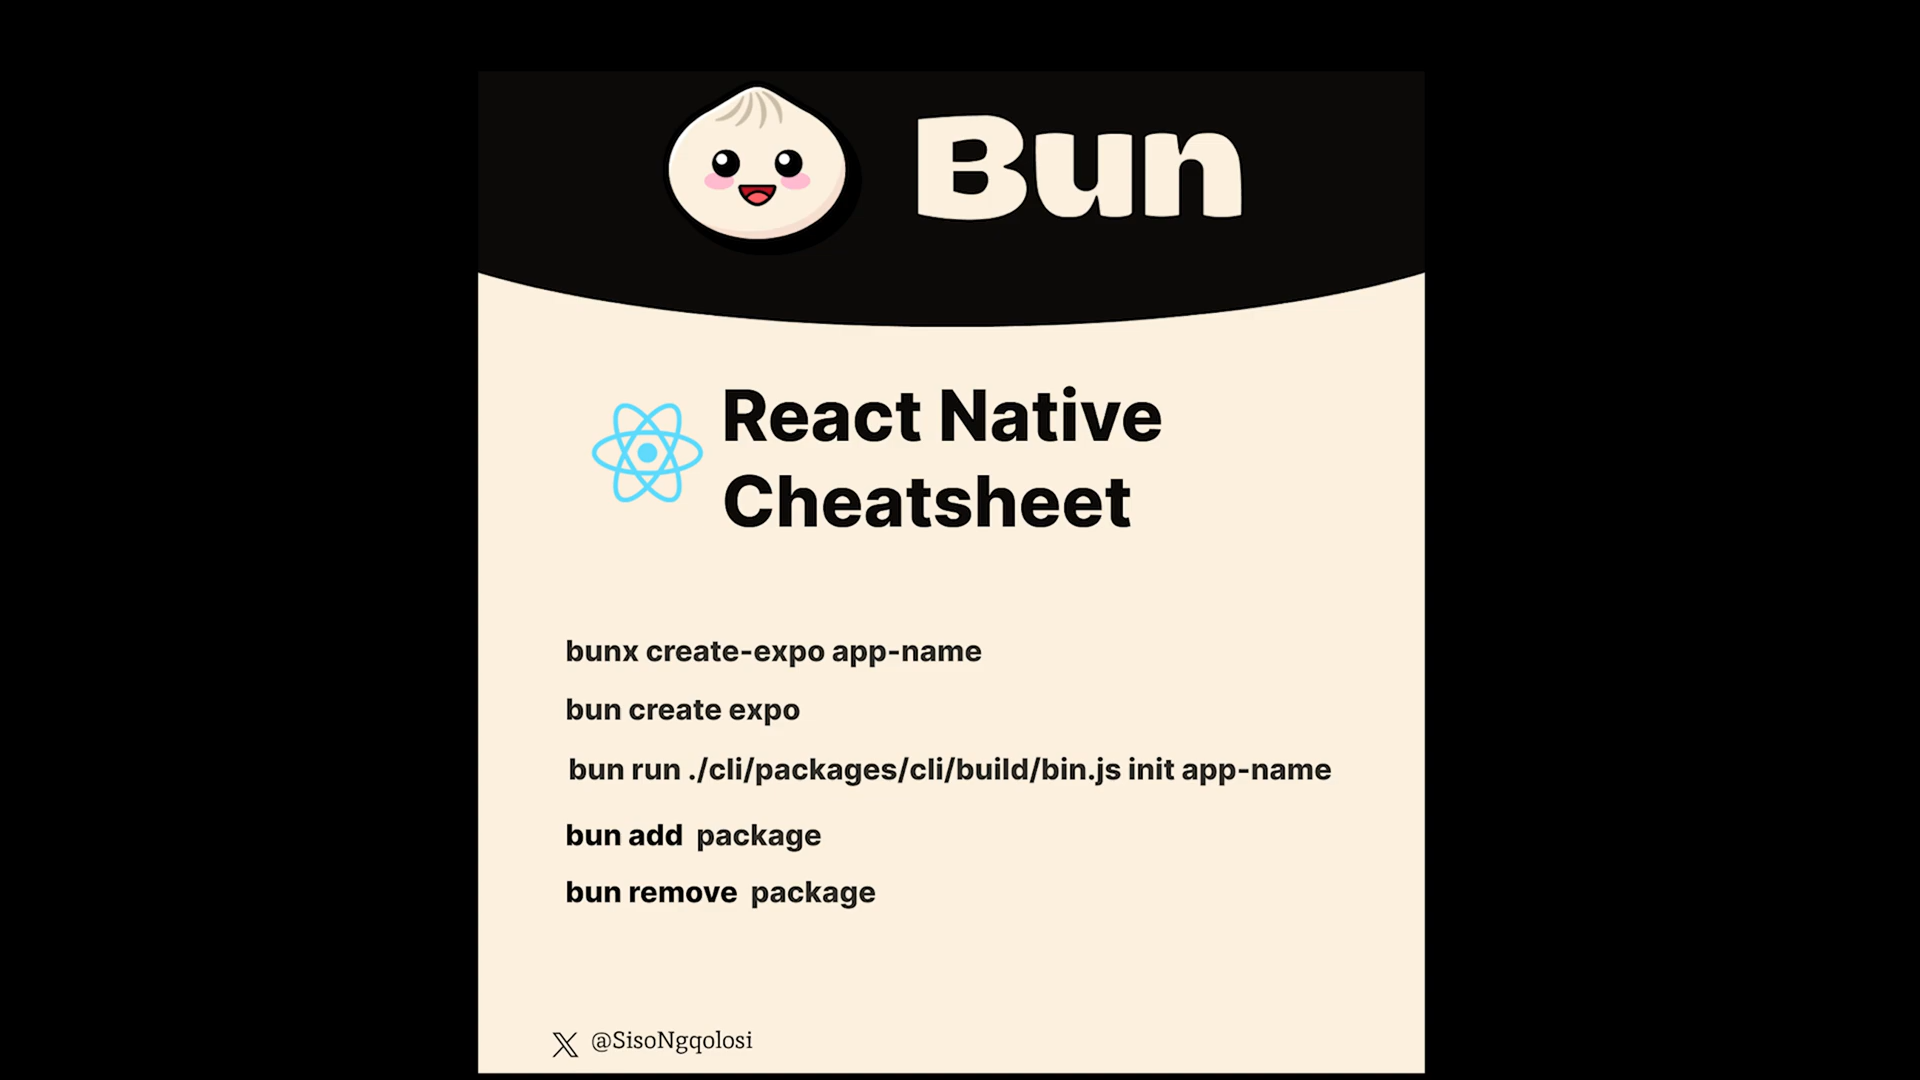 Bun
React Native
Cheatsheet
bunx create-expo app-name
bun create expo
bun run ./cli/packages/cli/build/bin.js init app-name
bun add package
bun remove package
@SisoNgqolosi